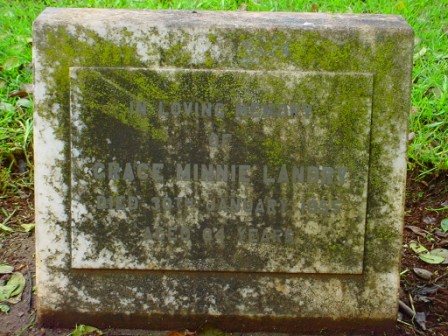 IN LOVING MEMORY
OF
GRACE MINNIE LANDRY
DIED 30TH JANUARY
AGED 64 YEARS